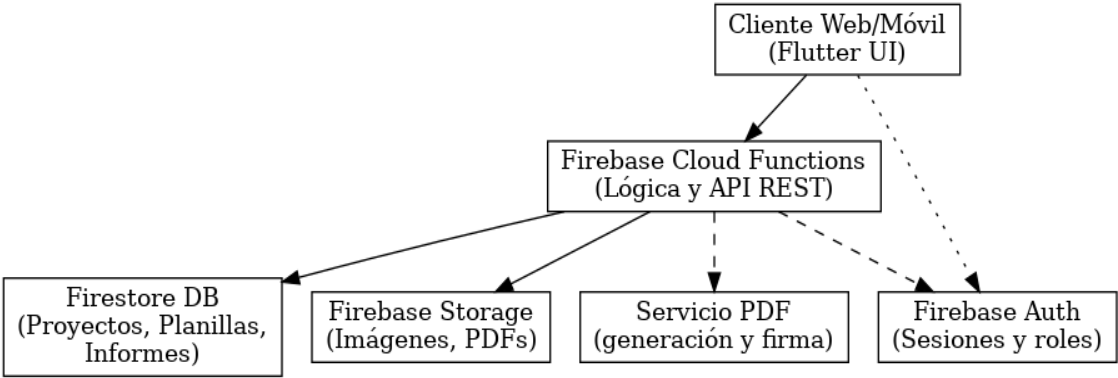 Cliente Web/Móvil
(Flutter UI)
Firebase Cloud Functions
(Lógica y API REST)
Firestore DB
(Proyectos, Planillas,
Informes)
Firebase Storage
(Imágenes, PDFs)
Servicio PDF
(generación y firma)
Firebase Auth
(Sesiones y roles)